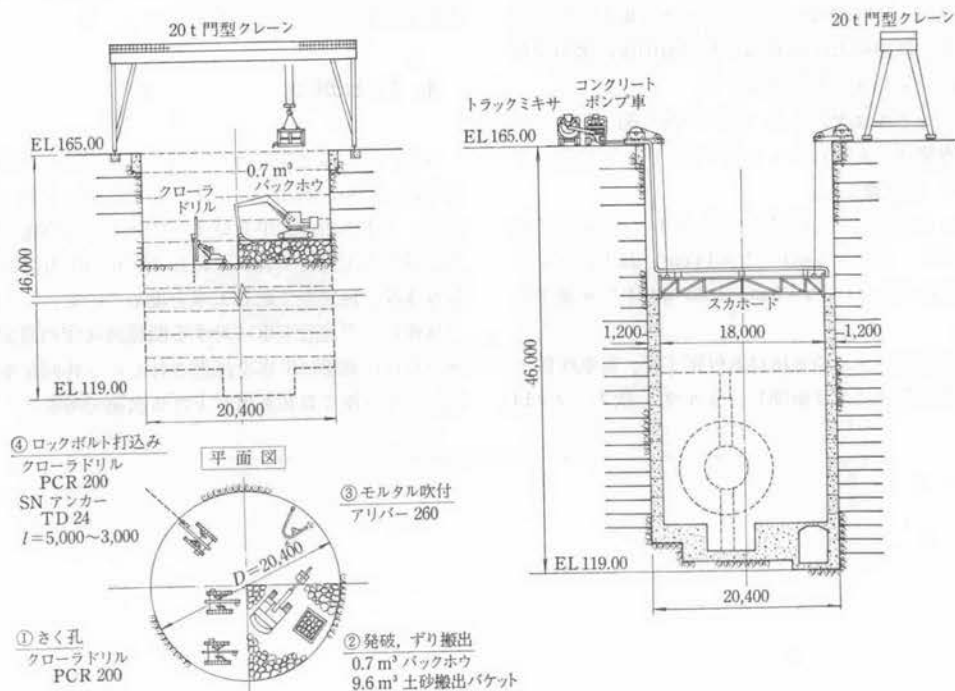 20 t 門型クレーン
EL 165.00
0.7 m³
バックホウ
クローラ
ドリル
46,000
EL 119.00
20,400
④ ロックボルト打込み
クローラドリル
PCR 200
SN アンカー
TD 24
l＝5,000〜3,000
平面図
③ モルタル吹付
アリバー 260
D＝20,400
① さく孔
クローラドリル
PCR 200
② 発破，ずり搬出
0.7 m³ バックホウ
9.6 m³ 土砂搬出バケット
20 t 門型クレーン
トラックミキサ
コンクリート
ポンプ車
EL 165.00
スカホード
1,200
18,000
1,200
46,000
EL 119.00
20,400